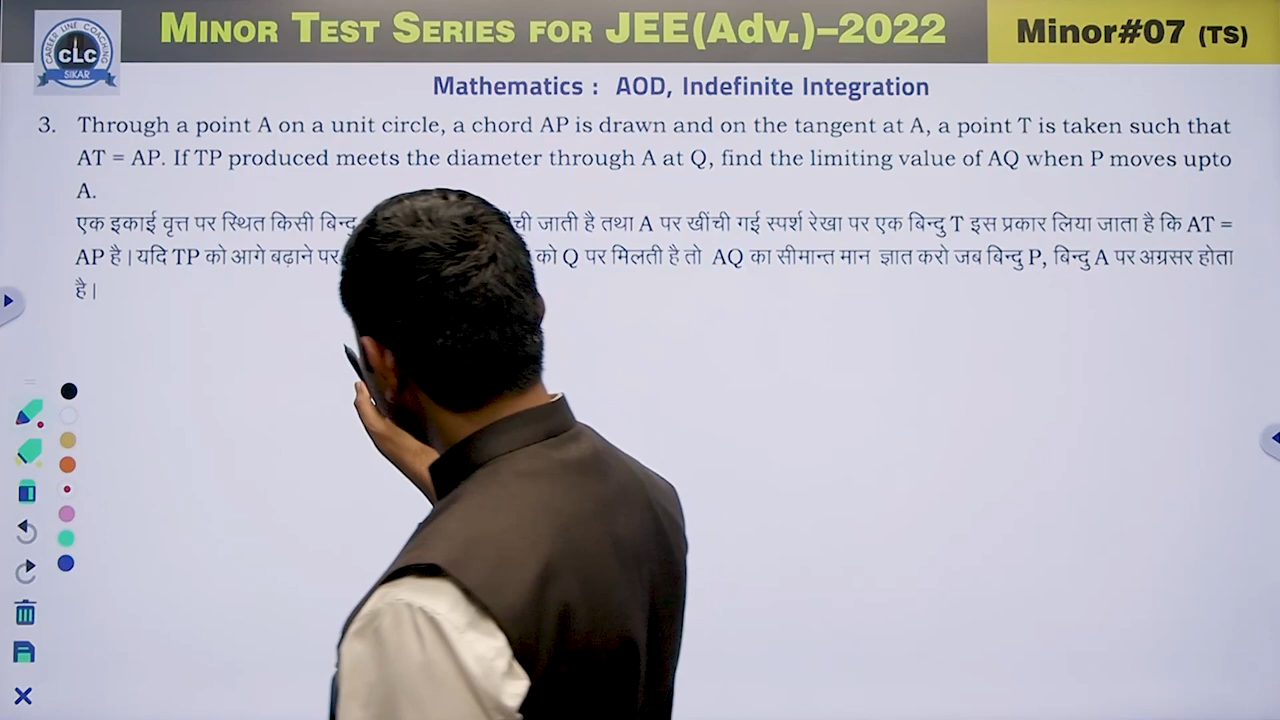 MINOR TEST SERIES FOR JEE(ADV.)–2022
Minor#07 (TS)
CAREER LINE COACHING
CLC
SIKAR
Mathematics : AOD, Indefinite Integration
3. Through a point A on a unit circle, a chord AP is drawn and on the tangent at A, a point T is taken such that
AT = AP. If TP produced meets the diameter through A at Q, find the limiting value of AQ when P moves upto
A.
एक इकाई वृत्त पर स्थित किसी बिन्दु ची जाती है तथा A पर खींची गई स्पर्श रेखा पर एक बिन्दु T इस प्रकार लिया जाता है कि AT =
AP है। यदि TP को आगे बढ़ाने पर को Q पर मिलती है तो AQ का सीमान्त मान ज्ञात करो जब बिन्दु P, बिन्दु A पर अग्रसर होता
है।